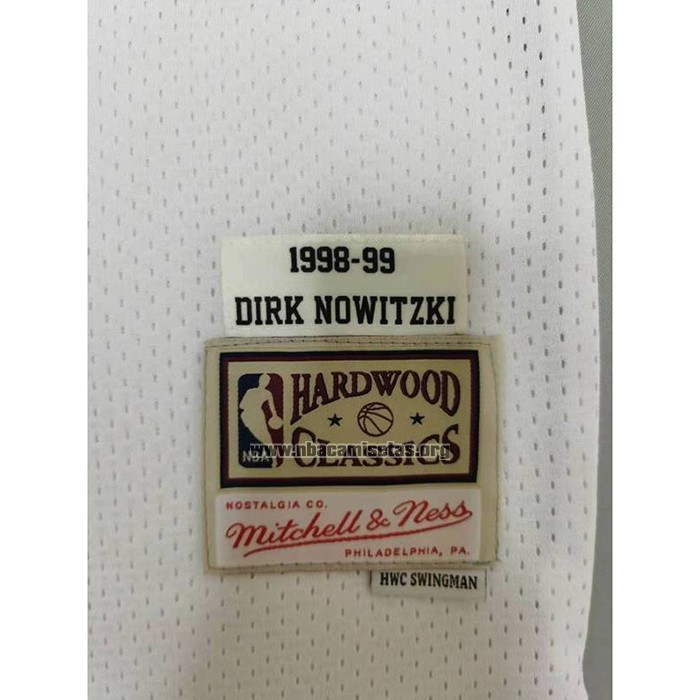 1998-99
DIRK NOWITZKI
HARDWOOD
CLASSICS
NBA
www.nbacamisetas.org
NOSTALGIA CO.
Mitchell & Ness
PHILADELPHIA, PA.
HWC SWINGMAN